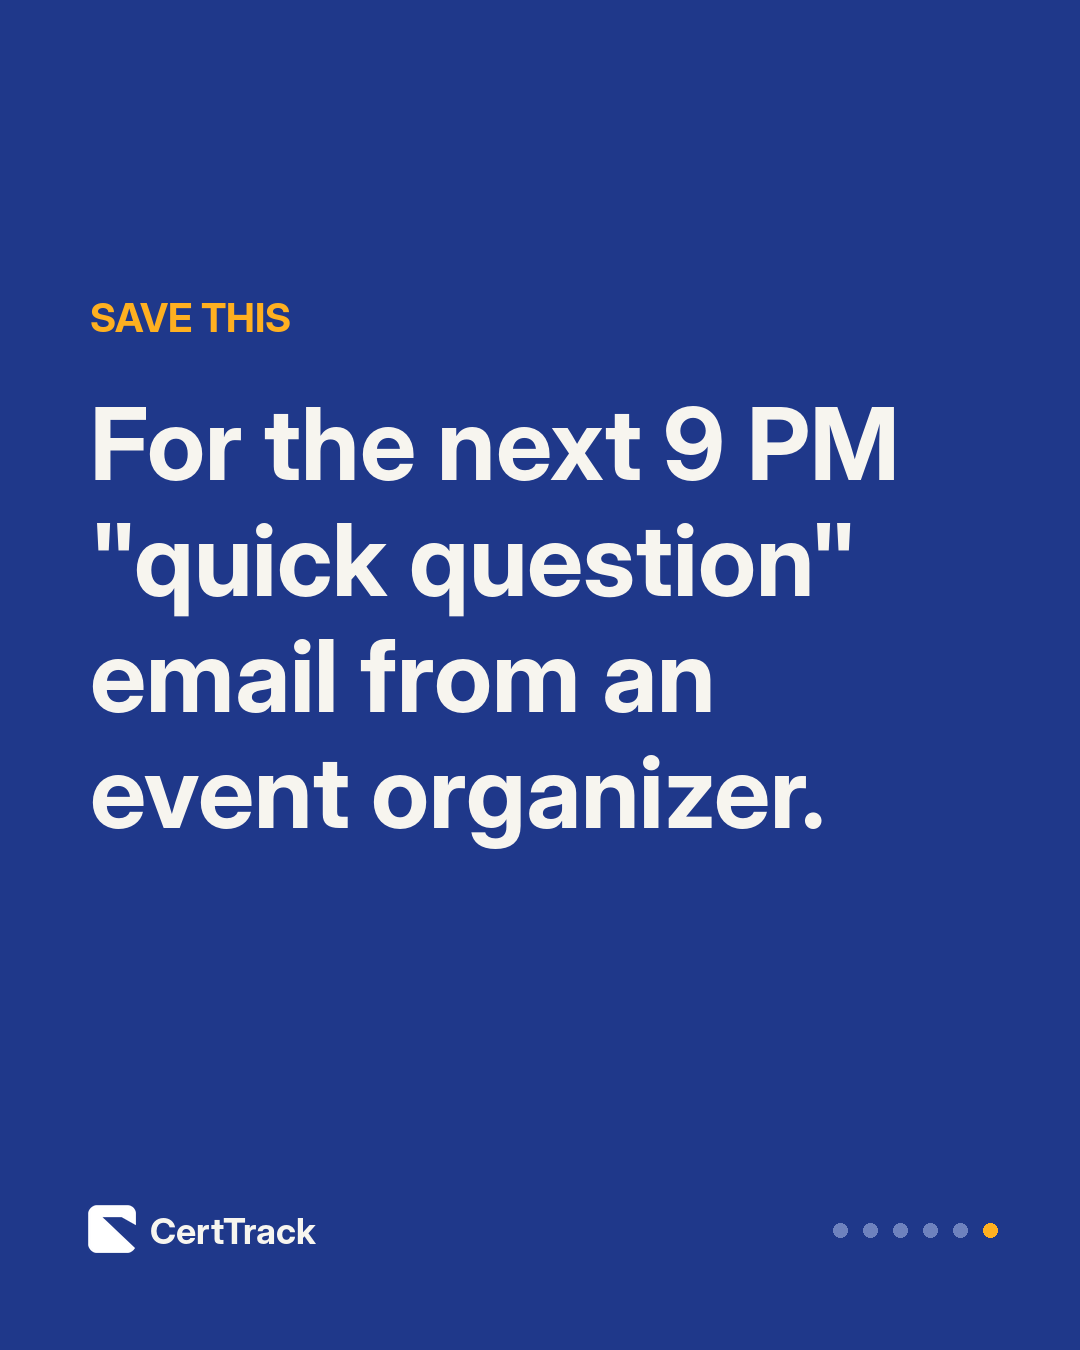 SAVE THIS
For the next 9 PM
"quick question"
email from an
event organizer.
CertTrack